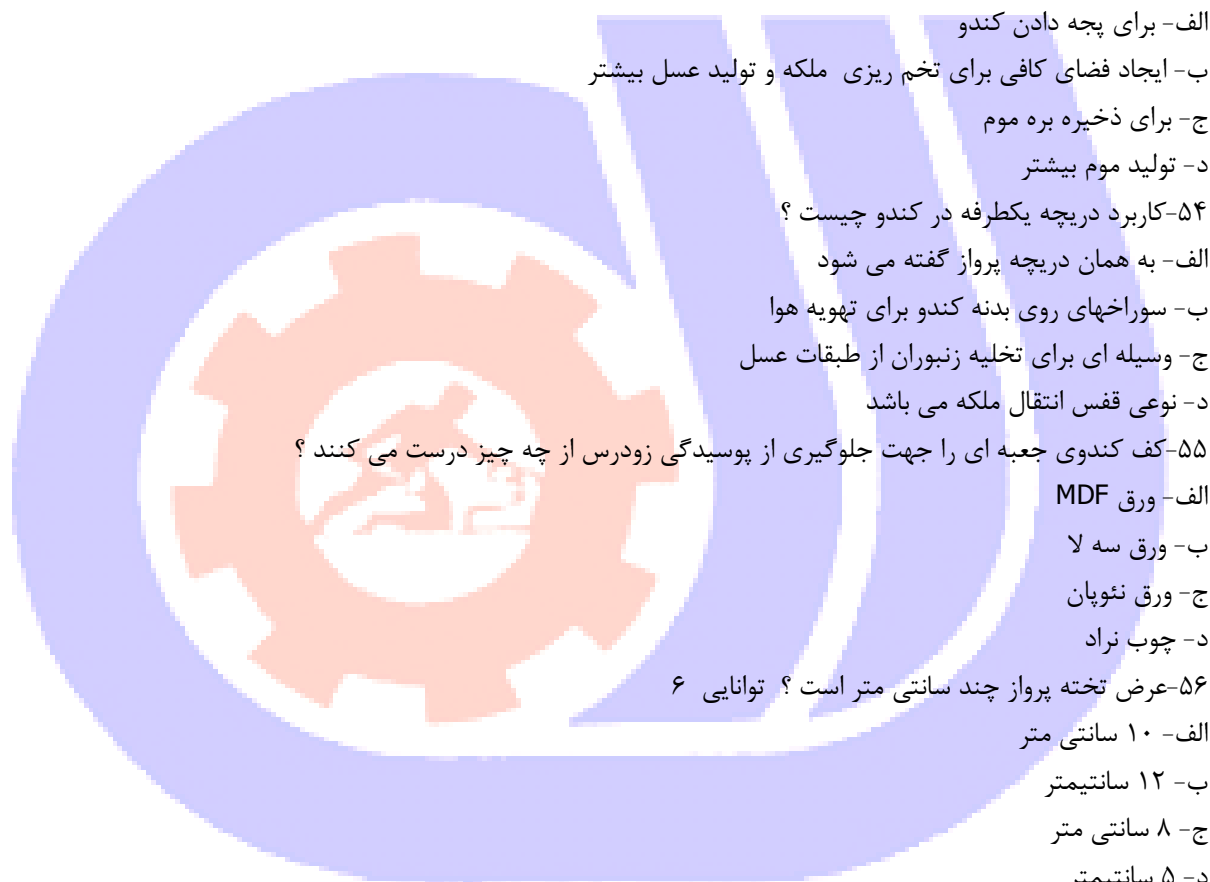 الف- برای پجه دادن کندو
ب- ایجاد فضای کافی برای تخم ریزی ملکه و تولید عسل بیشتر
ج- برای ذخیره بره موم
د- تولید موم بیشتر
۵۴-کاربرد دریچه یکطرفه در کندو چیست ؟
الف- به همان دریچه پرواز گفته می شود
ب- سوراخهای روی بدنه کندو برای تهویه هوا
ج- وسیله ای برای تخلیه زنبوران از طبقات عسل
د- نوعی قفس انتقال ملکه می باشد
۵۵-کف کندوی جعبه ای را جهت جلوگیری از پوسیدگی زودرس از چه چیز درست می کنند ؟
الف- ورق MDF
ب- ورق سه لا
ج- ورق نئوپان
د- چوب نراد
۵۶-عرض تخته پرواز چند سانتی متر است ؟ توانایی ۶
الف- ۱۰ سانتی متر
ب- ۱۲ سانتیمتر
ج- ۸ سانتی متر
د- ۵ سانتیمتر